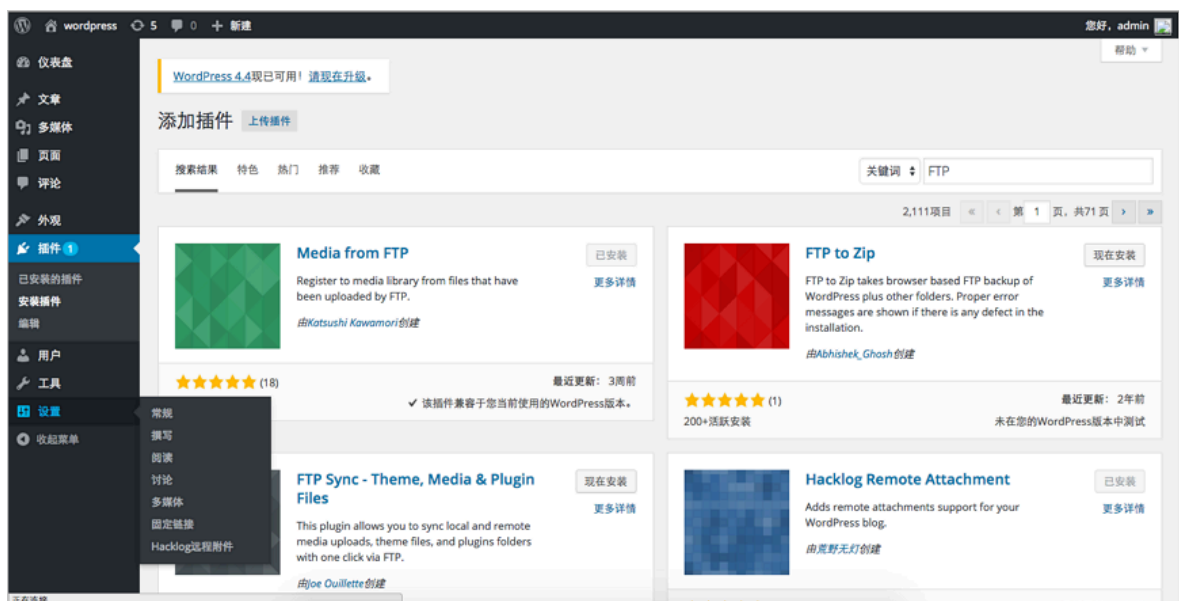 wordpress 5 0 新建 您好，admin
帮助
仪表盘
文章
多媒体
页面
评论
外观
插件 1
已安装的插件
安装插件
编辑
用户
工具
设置
收起菜单
常规
撰写
阅读
讨论
多媒体
固定链接
Hacklog远程附件
WordPress 4.4现已可用！请现在升级。
添加插件 上传插件
搜索结果 特色 热门 推荐 收藏 关键词 FTP
2,111项目 « ‹ 第 1 页，共71页 › »
Media from FTP 已安装
更多详情
Register to media library from files that have
been uploaded by FTP.
由Katsushi Kawamori创建
(18) 最近更新： 3周前
该插件兼容于您当前使用的WordPress版本。
FTP to Zip 现在安装
更多详情
FTP to Zip takes browser based FTP backup of
WordPress plus other folders. Proper error
messages are shown if there is any defect in the
installation.
由Abhishek_Ghosh创建
(1) 最近更新： 2年前
200+活跃安装 未在您的WordPress版本中测试
FTP Sync - Theme, Media & Plugin
Files
现在安装
更多详情
This plugin allows you to sync local and remote
media uploads, theme files, and plugins folders
with one click via FTP.
由Joe Ouillette创建
Hacklog Remote Attachment 已安装
更多详情
Adds remote attachments support for your
WordPress blog.
由荒野无灯创建